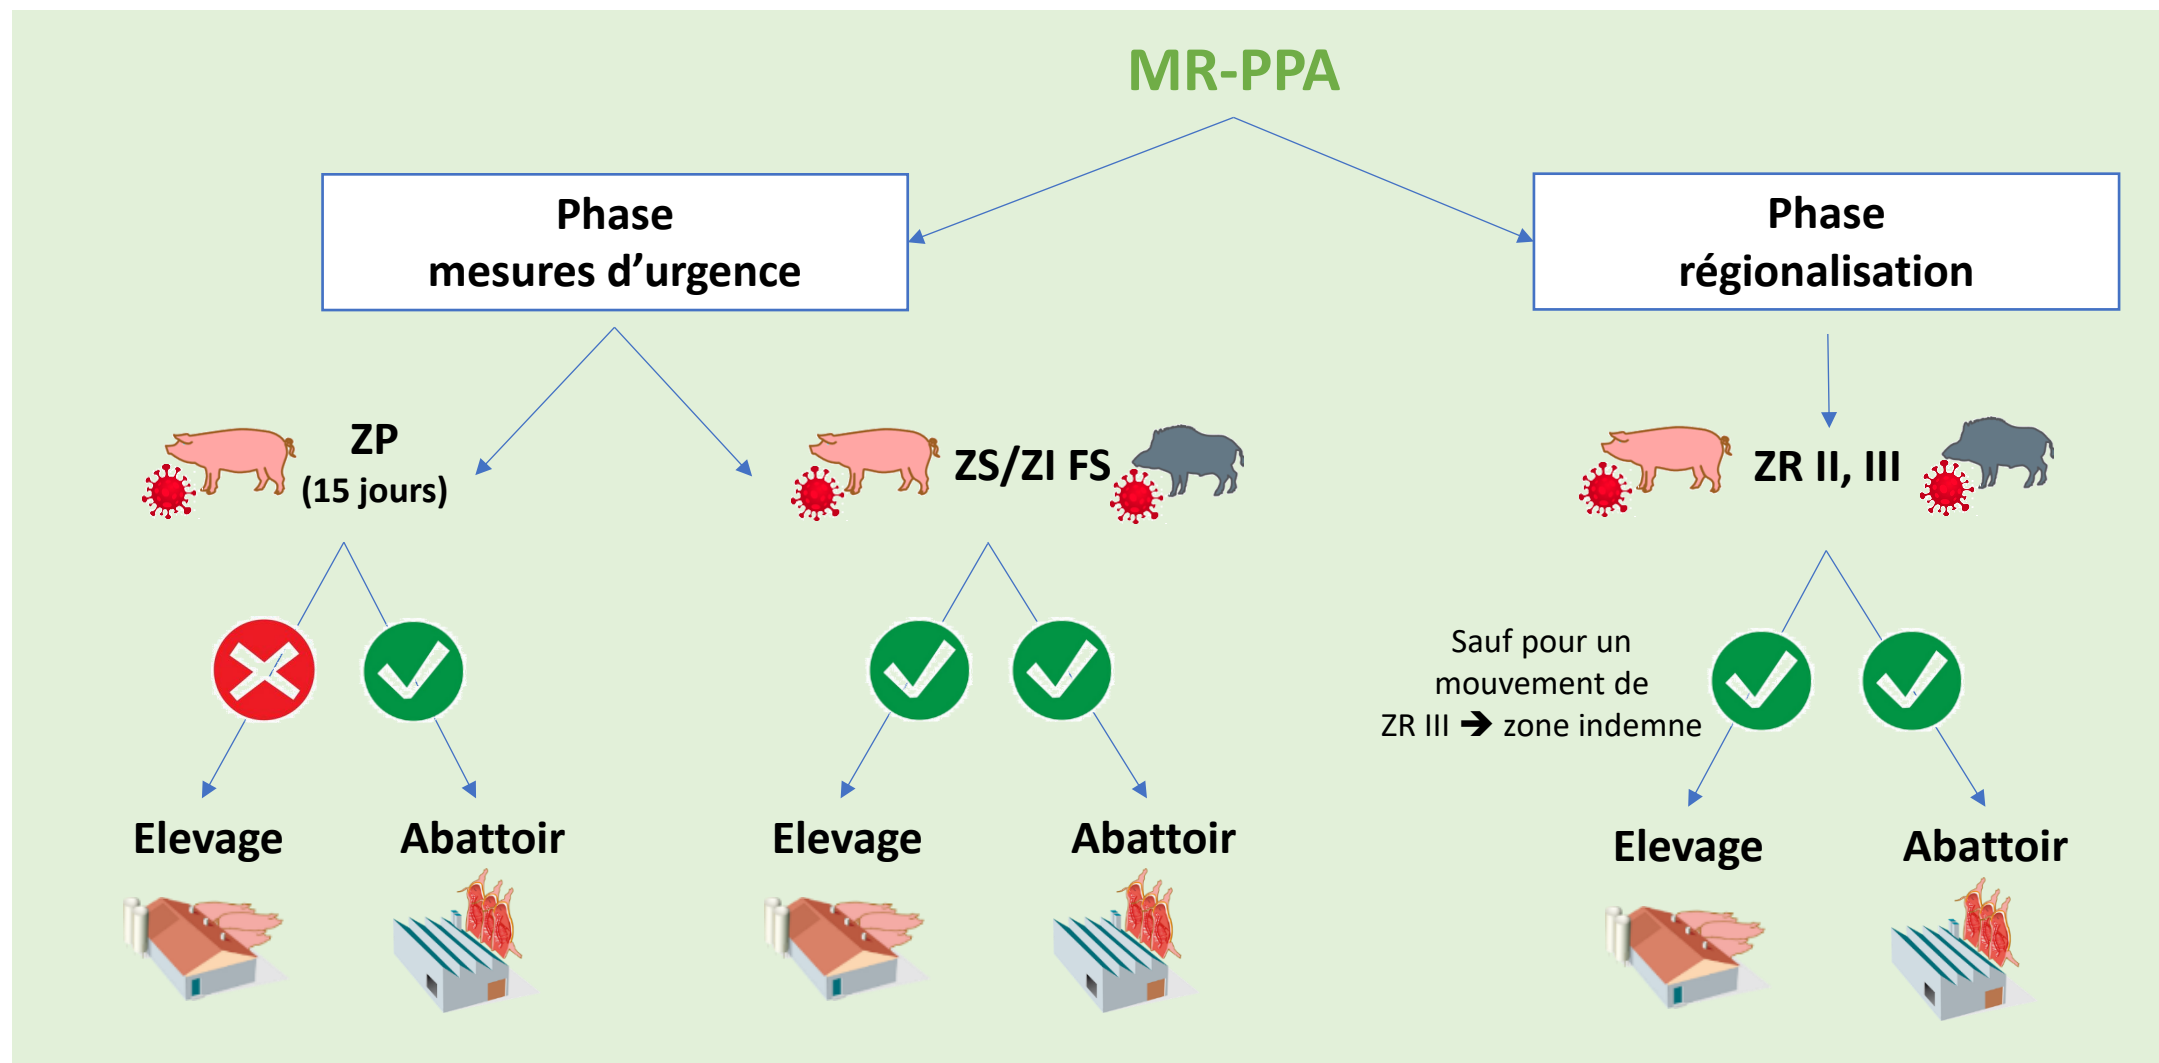 MR-PPA
Phase
mesures d’urgence
Phase
régionalisation
ZP
(15 jours)
ZS/ZI FS
ZR II, III
Sauf pour un
mouvement de
ZR III ➔ zone indemne
Elevage
Abattoir
Elevage
Abattoir
Elevage
Abattoir